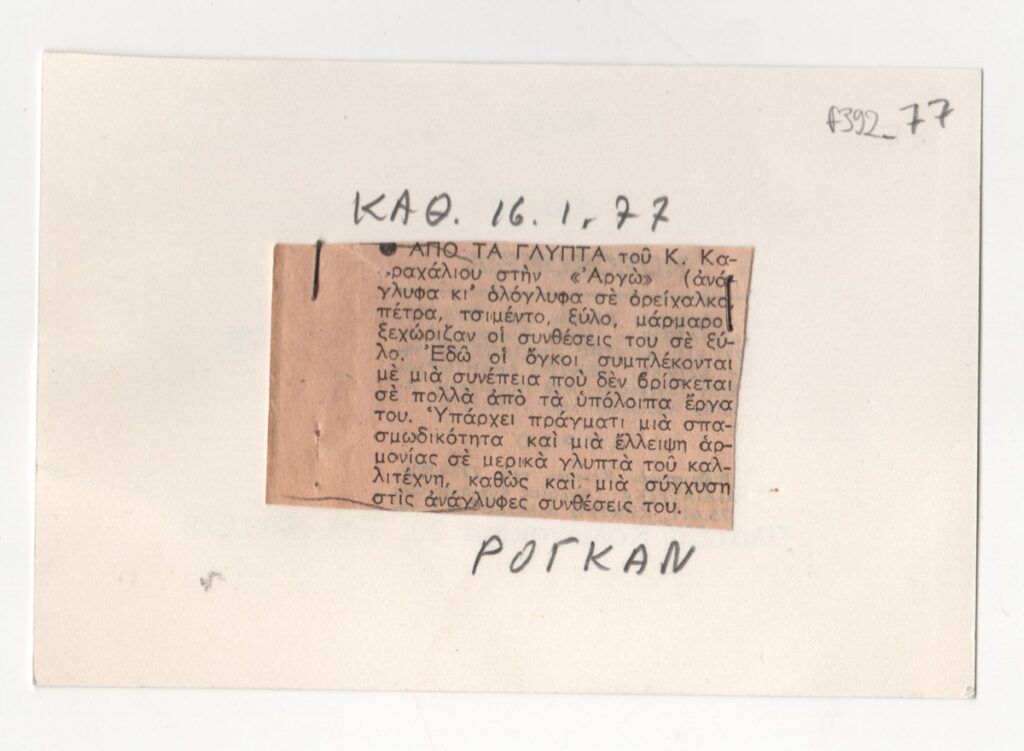 f392_77
ΚΑΘ. 16.1.77
● ΑΠΟ ΤΑ ΓΛΥΠΤΑ τοῦ Κ. Κα-
ραχάλιου στὴν «Ἀργὼ» (ἀνά
γλυφα κι' ὁλόγλυφα σὲ ὀρείχαλκο
πέτρα, τσιμέντο, ξύλο, μάρμαρο
ξεχώριζαν οἱ συνθέσεις του σὲ ξύ-
λο. Ἐδῶ οἱ ὄγκοι συμπλέκονται
μὲ μιὰ συνέπεια ποὺ δὲν βρίσκεται
σὲ πολλὰ ἀπὸ τὰ ὑπόλοιπα ἔργα
του. Ὑπάρχει πράγματι μιὰ σπα-
σμωδικότητα καὶ μιὰ ἔλλειψη ἁρ-
μονίας σὲ μερικὰ γλυπτὰ τοῦ καλ-
λιτέχνη, καθὼς καὶ μιὰ σύγχυση
στὶς ἀνάγλυφες συνθέσεις του.
ΡΟΓΚΑΝ